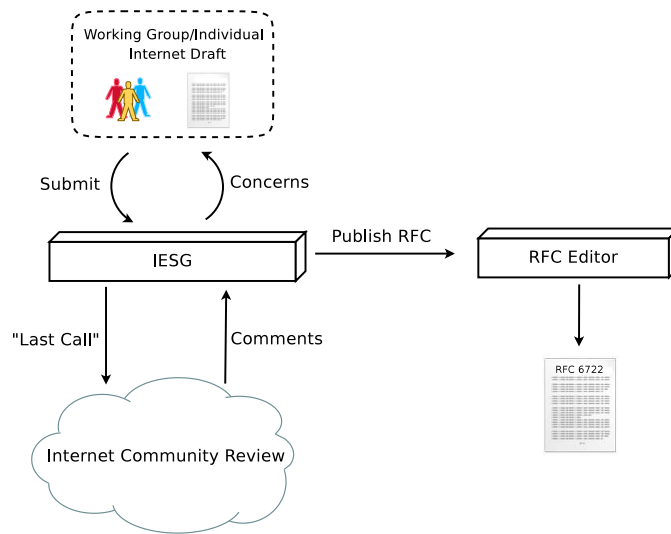 Working Group/Individual
Internet Draft
Submit
Concerns
IESG
Publish RFC
RFC Editor
"Last Call"
Comments
RFC 6722
Internet Community Review